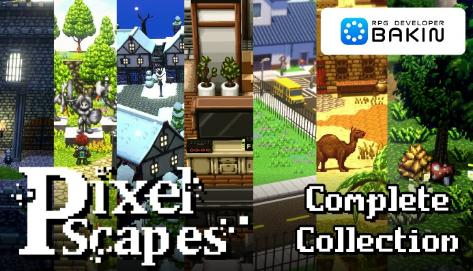 RPG DEVELOPER
BAKIN
Pixel
Scapes
Complete
Collection